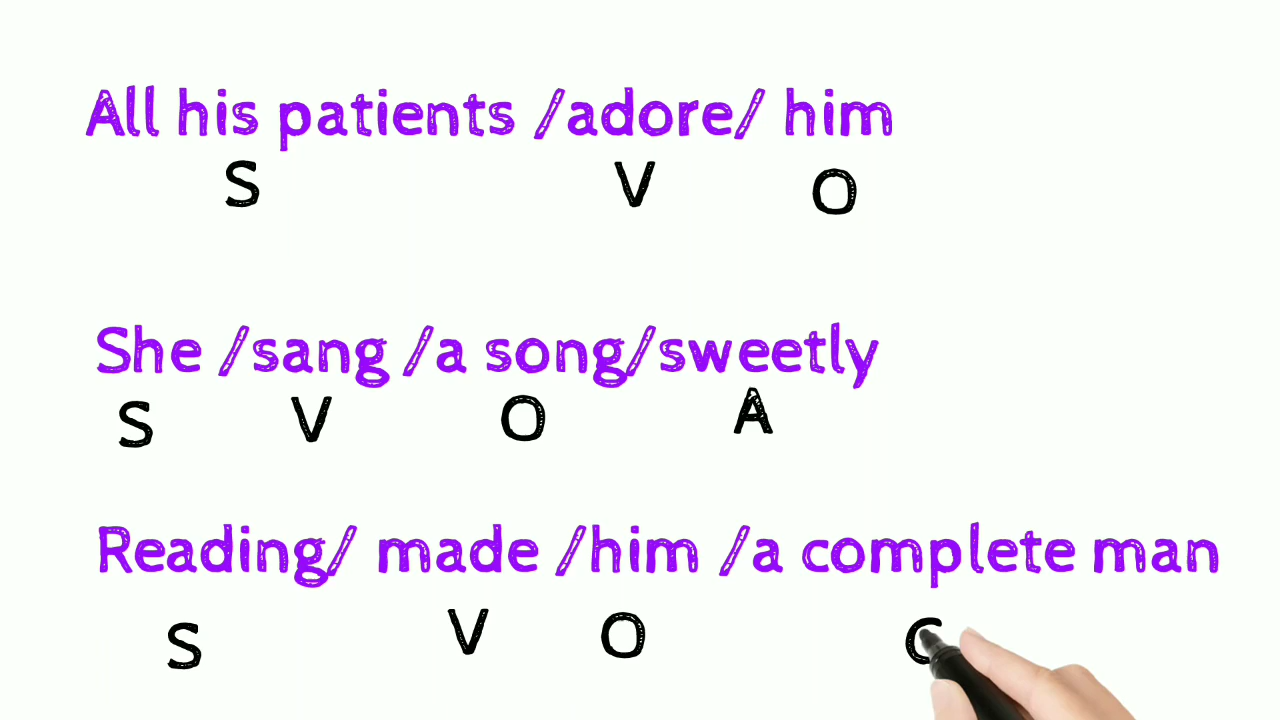 All his patients /adore/ him
S V O
She /sang /a song/sweetly
S V O A
Reading/ made /him /a complete man
S V O C